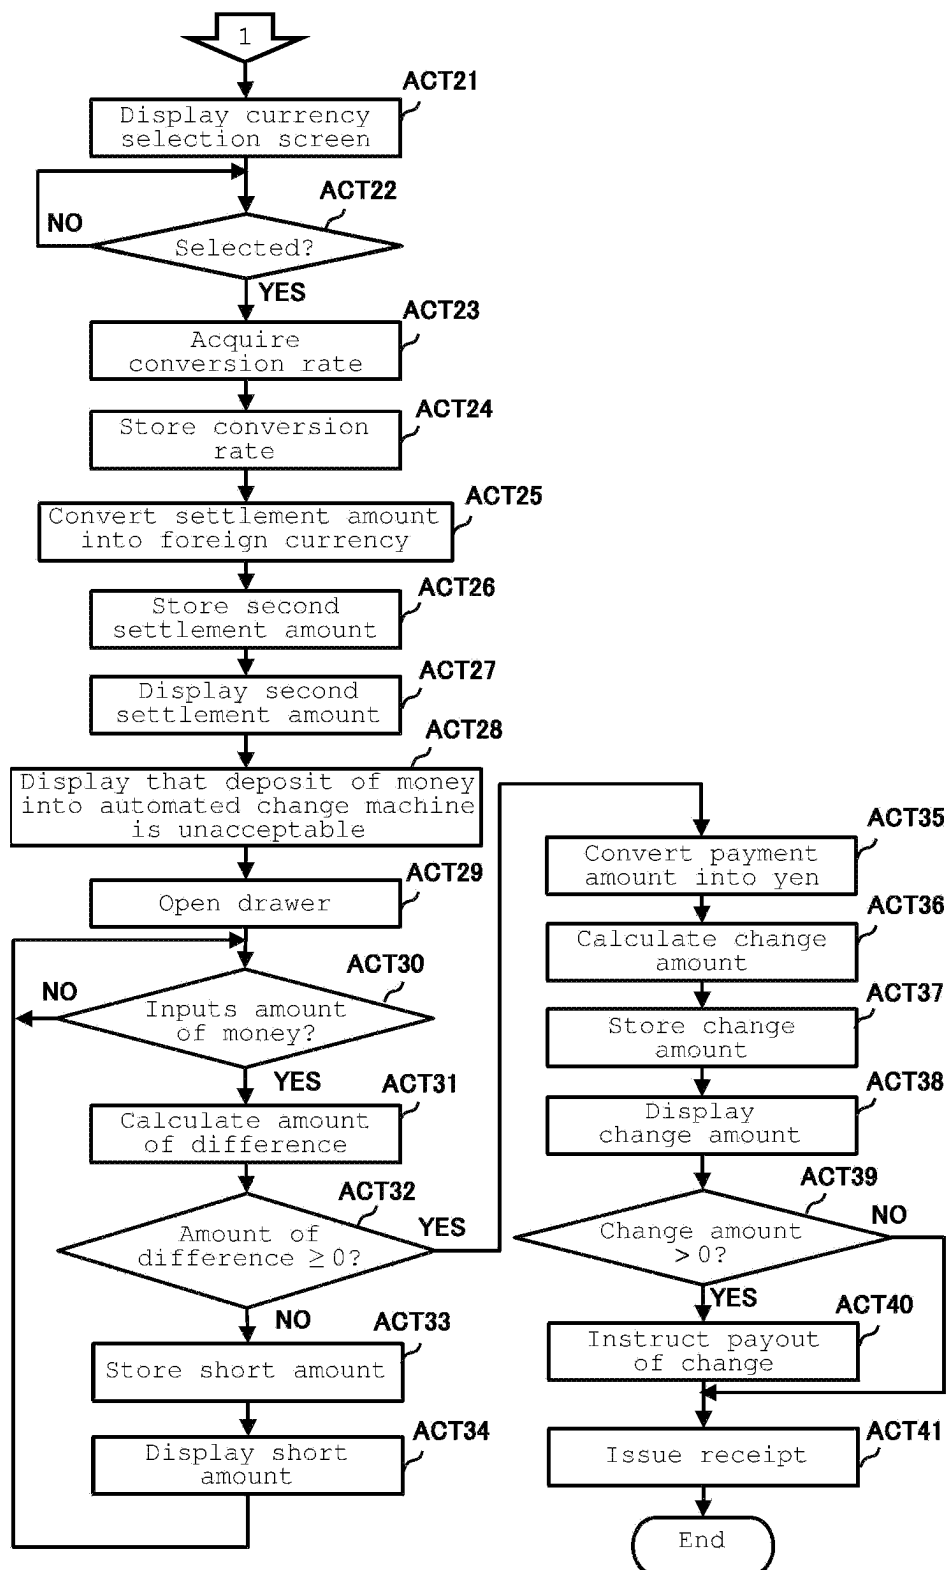 1
ACT21
Display currency
selection screen
ACT22
NO
Selected?
YES
ACT23
Acquire
conversion rate
ACT24
Store conversion
rate
ACT25
Convert settlement amount
into foreign currency
ACT26
Store second
settlement amount
ACT27
Display second
settlement amount
ACT28
Display that deposit of money
into automated change machine
is unacceptable
ACT29
Open drawer
ACT30
NO
Inputs amount
of money?
YES
ACT31
Calculate amount
of difference
ACT32
YES
Amount of
difference ≥ 0?
NO
ACT33
Store short amount
ACT34
Display short
amount
ACT35
Convert payment
amount into yen
ACT36
Calculate change
amount
ACT37
Store change
amount
ACT38
Display
change amount
ACT39
NO
Change amount
> 0?
YES
ACT40
Instruct payout
of change
ACT41
Issue receipt
End